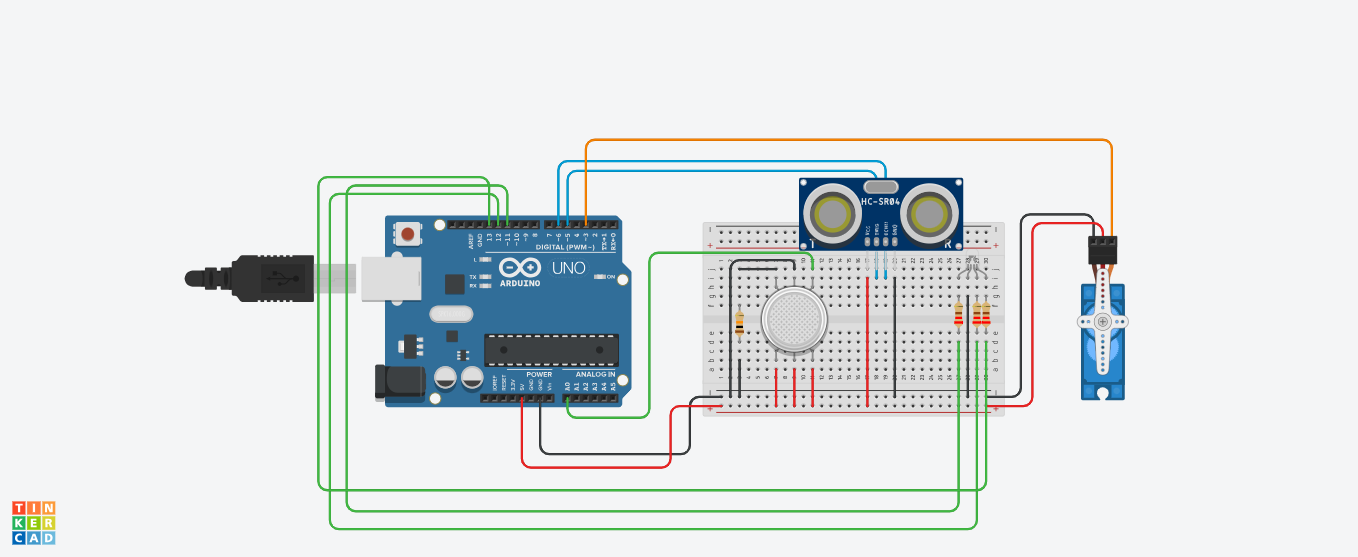 HC-SR04
VCC
TRIG
ECHO
GND
T R
AREF
GND
13
12
~11
~10
~9
8
7
~6
~5
4
~3
2
TX→1
RX←0
DIGITAL (PWM~)
L
TX
RX
UNO
ARDUINO
ON
POWER
ANALOG IN
IOREF
RESET
3.3V
5V
GND
GND
Vin
A0
A1
A2
A3
A4
A5
TIN
KER
CAD